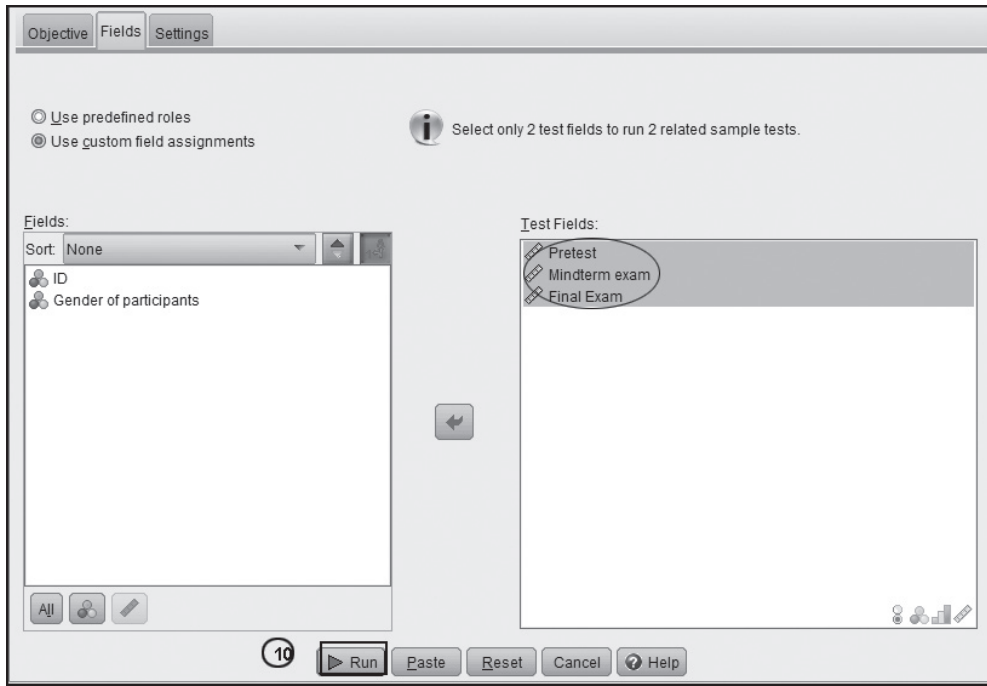 Objective Fields Settings
Use predefined roles
Use custom field assignments
Select only 2 test fields to run 2 related sample tests.
Fields:
Sort: None
ID
Gender of participants
All
Test Fields:
Pretest
Mindterm exam
Final Exam
10
Run Paste Reset Cancel Help